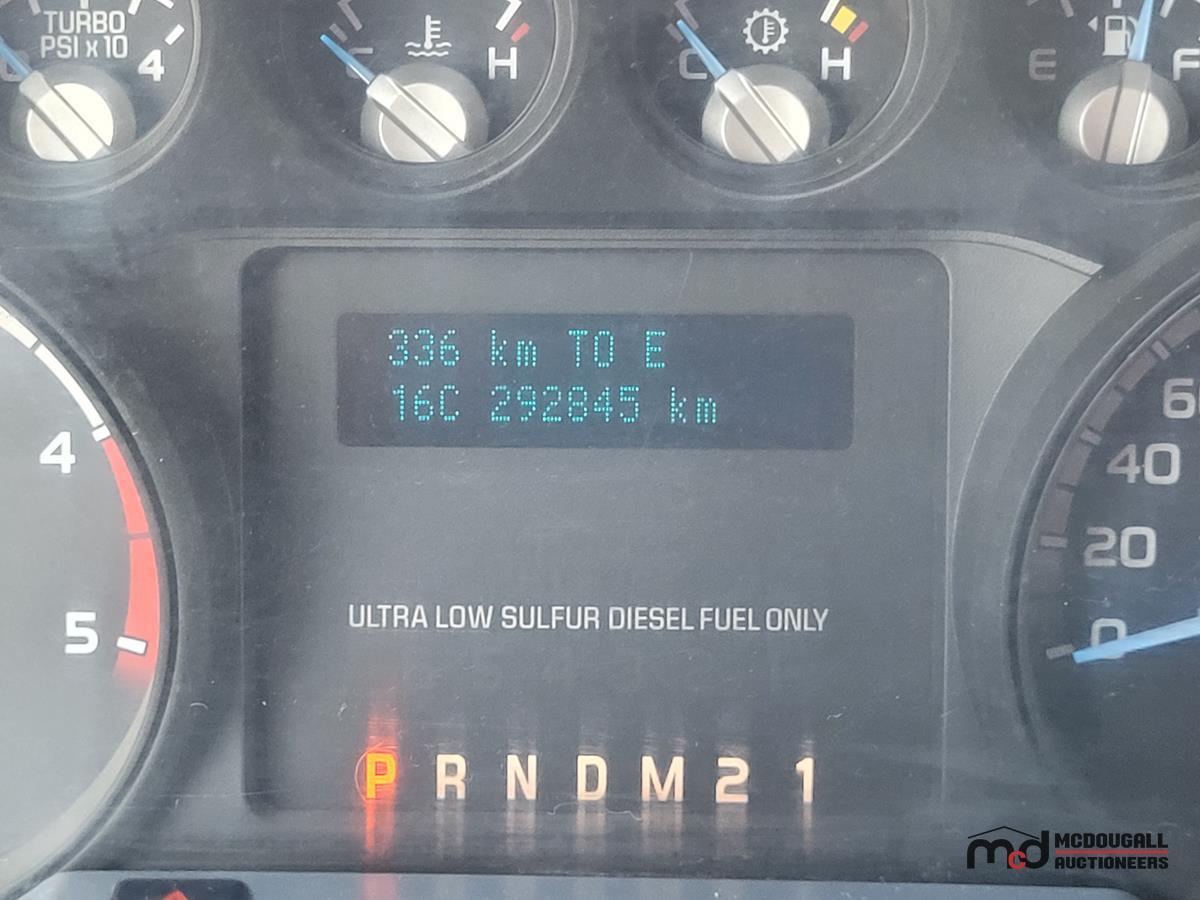 TURBO
PSI x 10
4
C
H
C
H
E
F
336 km TO E
16C 292845 km
4
5
60
40
20
0
ULTRA LOW SULFUR DIESEL FUEL ONLY
P R N D M 2 1
mcd MCDOUGALL
AUCTIONEERS